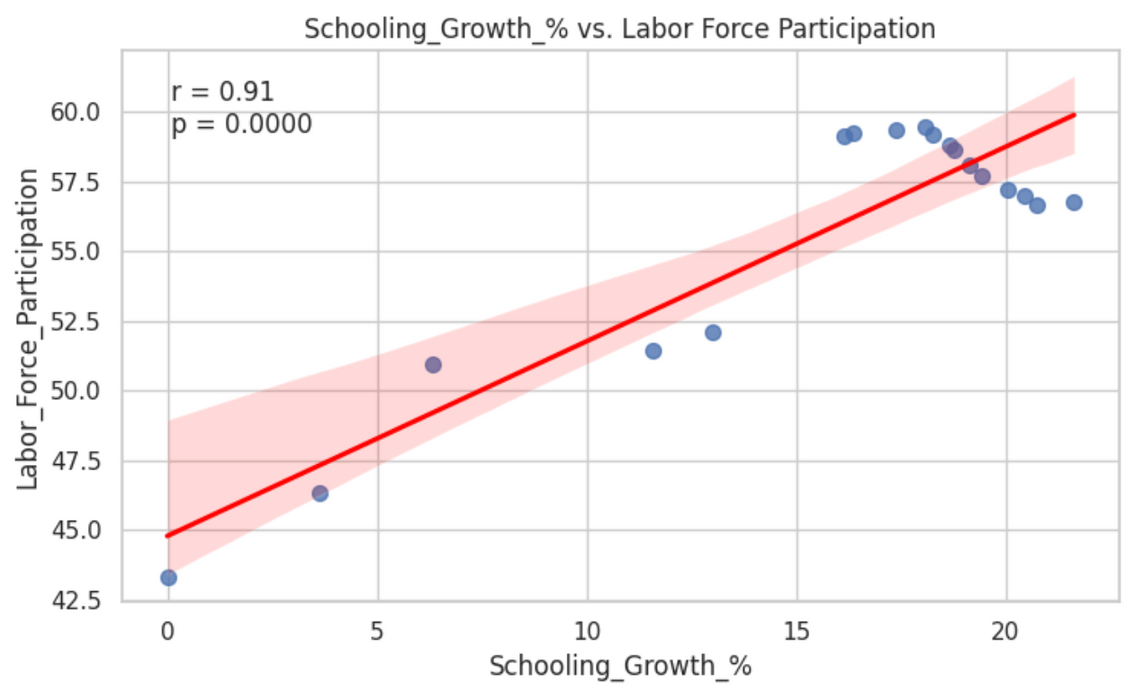 Schooling_Growth_% vs. Labor Force Participation
r = 0.91
p = 0.0000
Labor_Force_Participation
60.0
57.5
55.0
52.5
50.0
47.5
45.0
42.5
0 5 10 15 20
Schooling_Growth_%